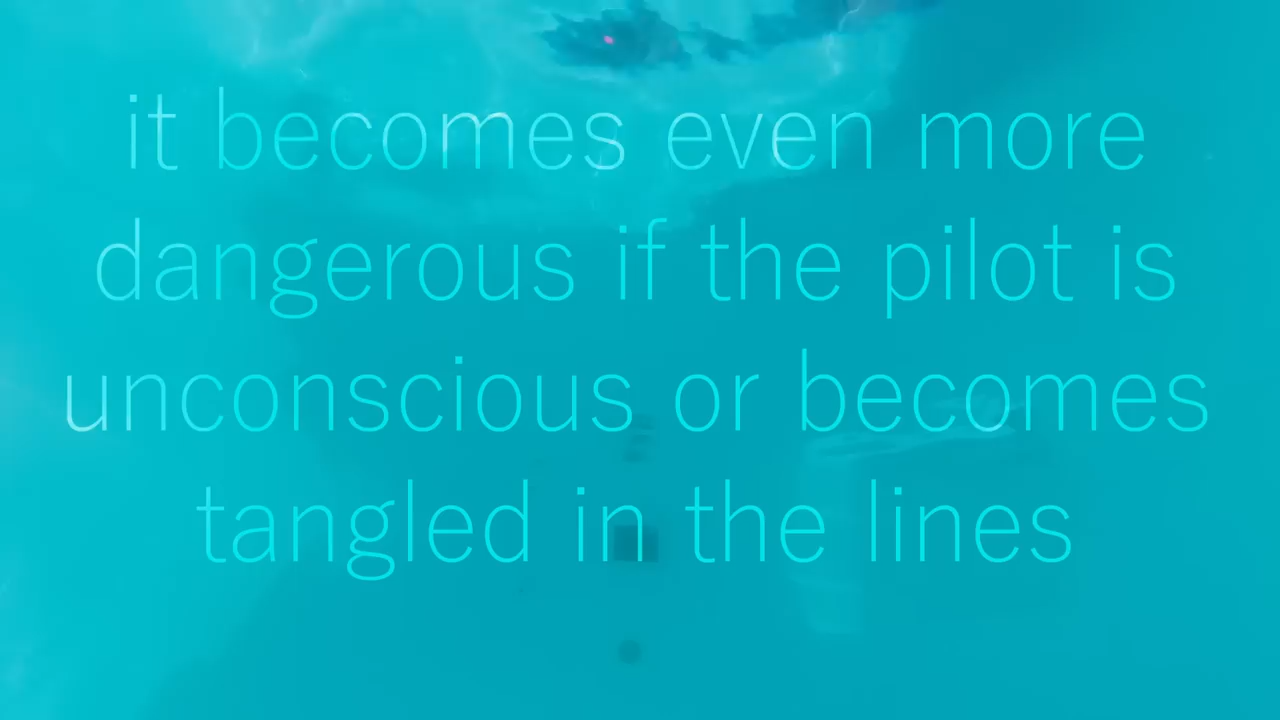 it becomes even more
dangerous if the pilot is
unconscious or becomes
tangled in the lines